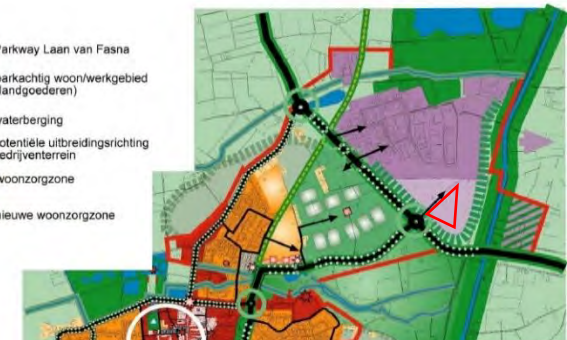 Parkway Laan van Fasna
parkachtig woon/werkgebied
(landgoederen)
waterberging
potentiële uitbreidingsrichting
bedrijventerrein
woonzorgzone
nieuwe woonzorgzone